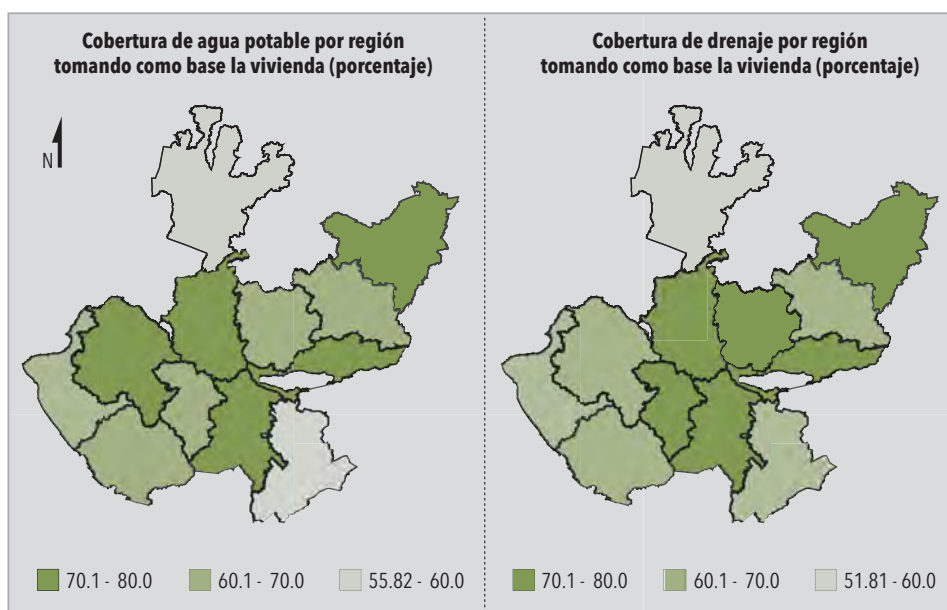 Cobertura de agua potable por región
tomando como base la vivienda (porcentaje)
N
70.1 - 80.0
60.1 - 70.0
55.82 - 60.0
Cobertura de drenaje por región
tomando como base la vivienda (porcentaje)
70.1 - 80.0
60.1 - 70.0
51.81 - 60.0